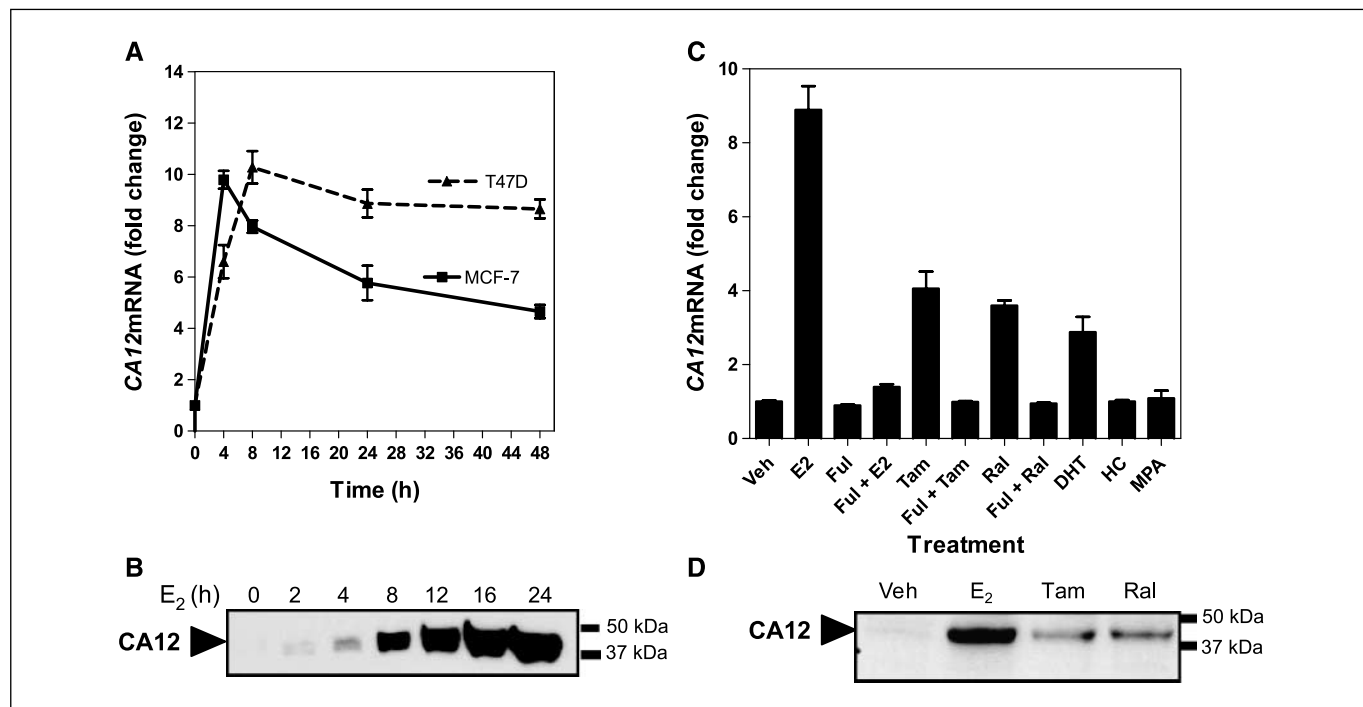 A
CA12mRNA (fold change)
14
12
10
8
6
4
2
0
T47D
MCF-7
0 4 8 12 16 20 24 28 32 36 40 44 48
Time (h)
B
E2 (h) 0 2 4 8 12 16 24
CA12
50 kDa
37 kDa
C
CA12mRNA (fold change)
10
8
6
4
2
0
Veh E2 Ful Ful + E2 Tam Ful + Tam Ral Ful + Ral DHT HC MPA
Treatment
D
Veh E2 Tam Ral
CA12
50 kDa
37 kDa